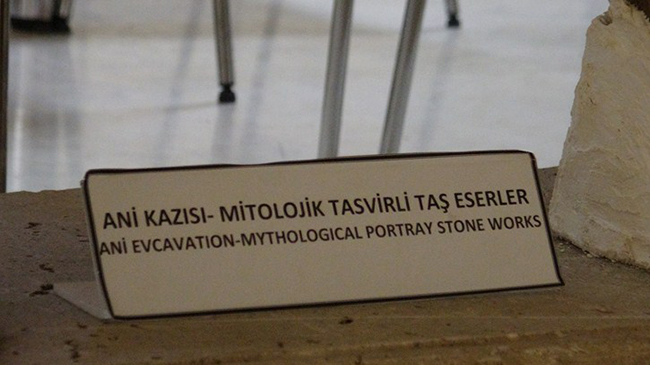 ANİ KAZISI- MİTOLOJİK TASVİRLİ TAŞ ESERLER
ANİ EVCAVATION-MYTHOLOGICAL PORTRAY STONE WORKS